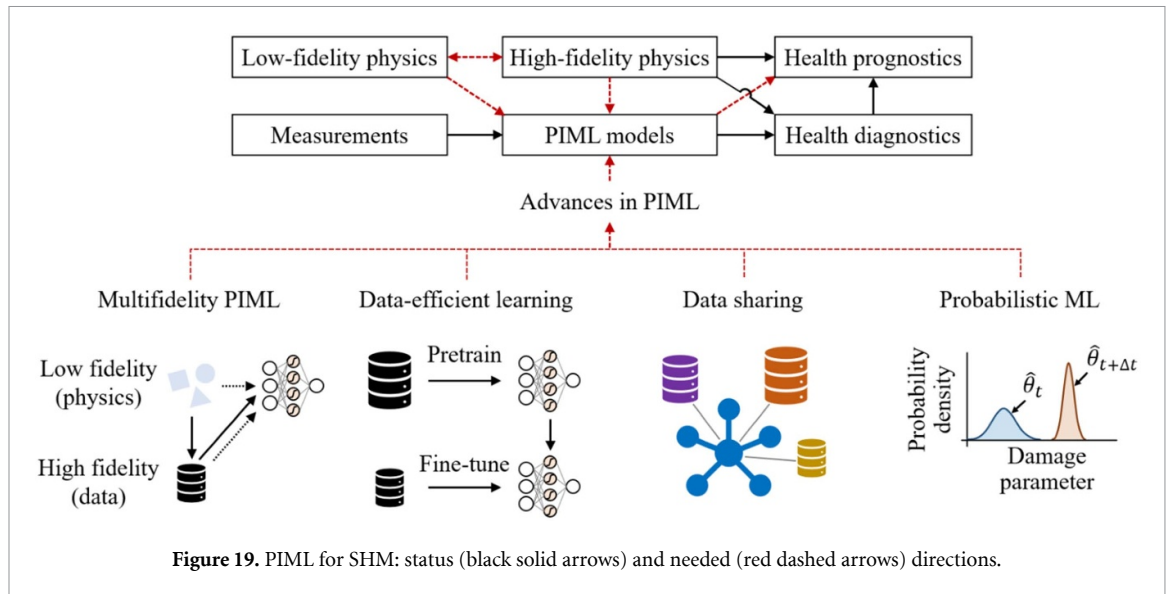 Low-fidelity physics
High-fidelity physics
Health prognostics
Measurements
PIML models
Health diagnostics
Advances in PIML
Multifidelity PIML
Data-efficient learning
Data sharing
Probabilistic ML
Low fidelity
(physics)
High fidelity
(data)
Pretrain
Fine-tune
Probability
density
θ̂ₜ
θ̂ₜ₊Δₜ
Damage
parameter
Figure 19. PIML for SHM: status (black solid arrows) and needed (red dashed arrows) directions.